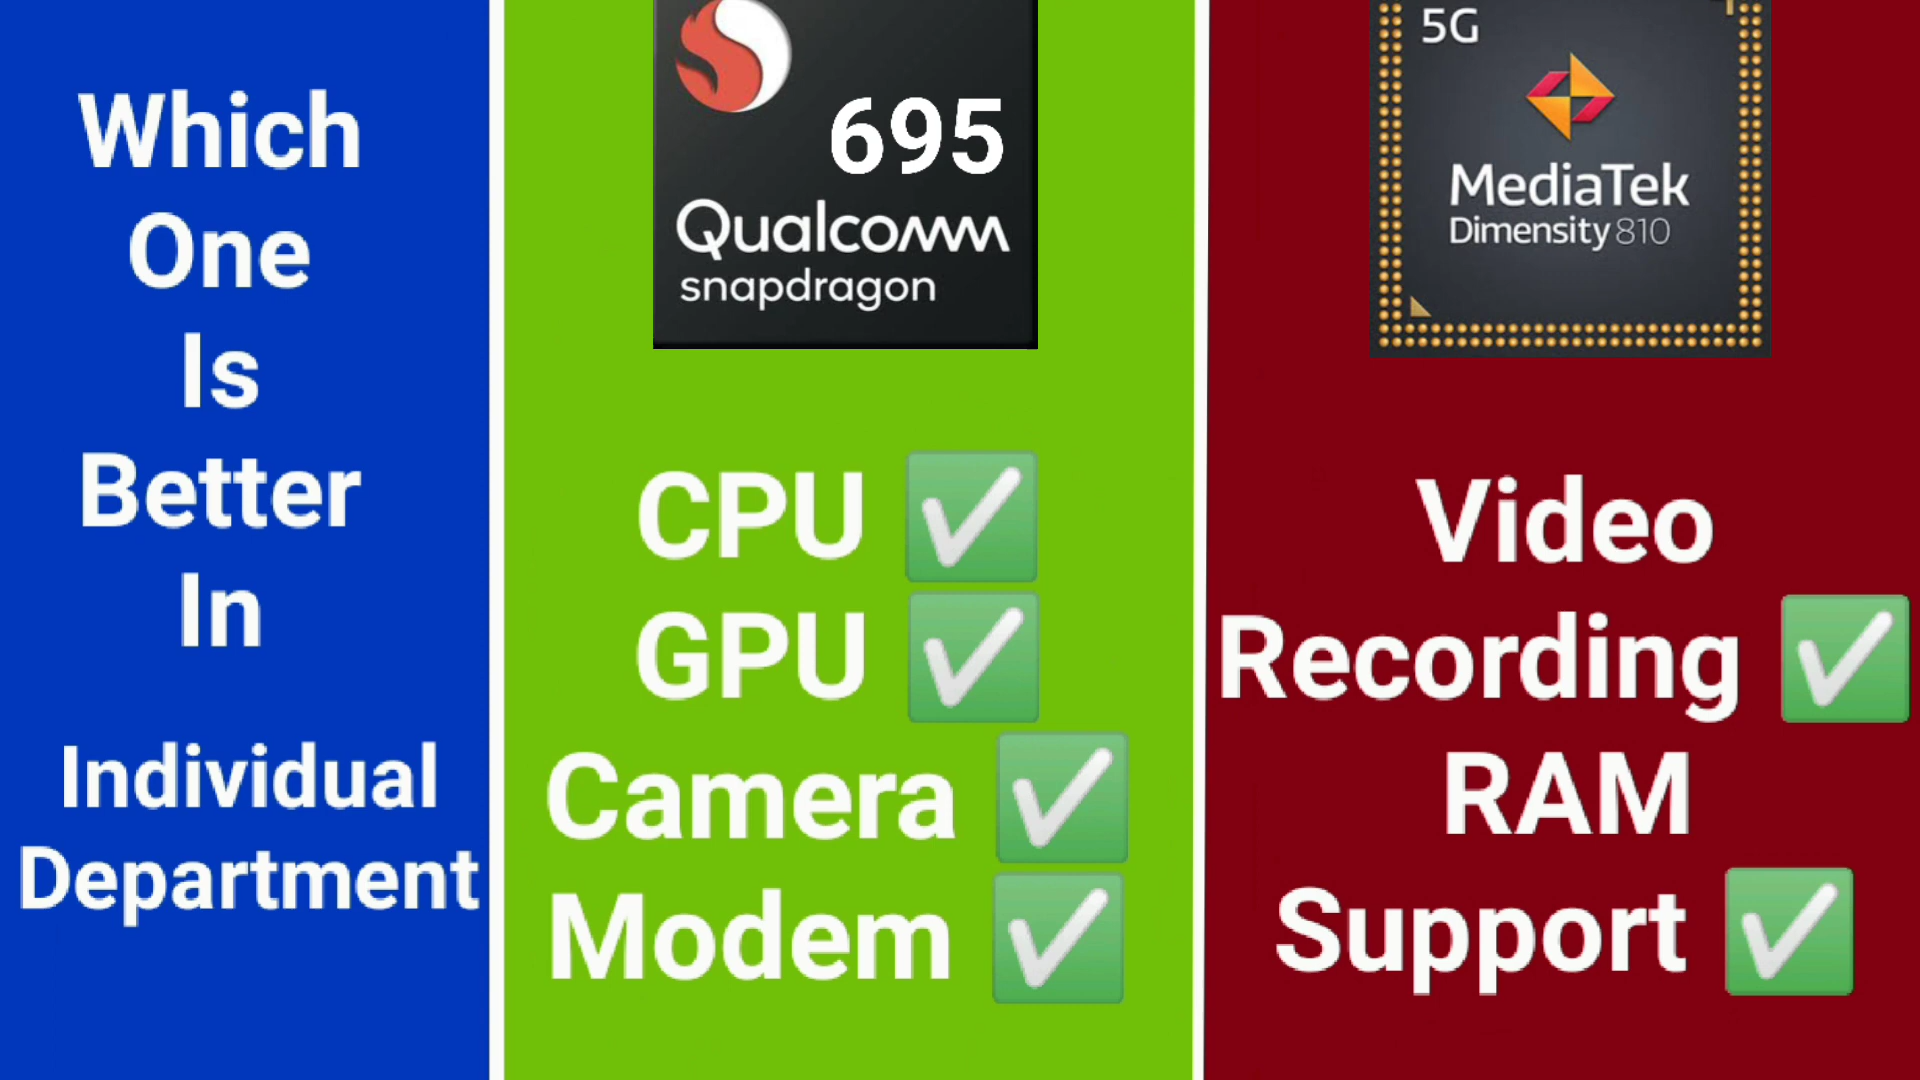 Which
One
Is
Better
In
Individual
Department
695
Qualcomm
snapdragon
CPU ✅
GPU ✅
Camera ✅
Modem ✅
5G
MediaTek
Dimensity 810
Video
Recording ✅
RAM
Support ✅